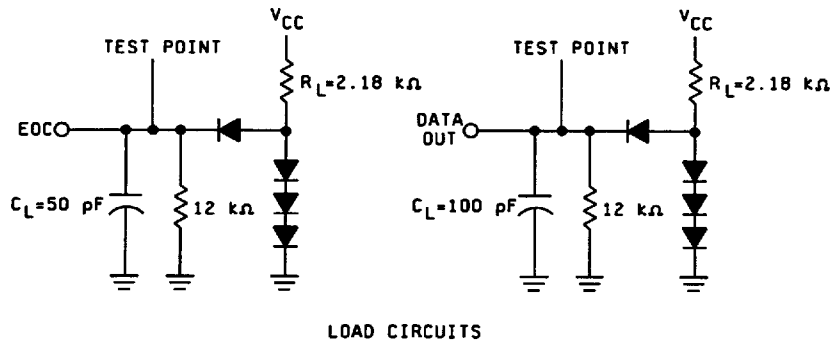 V_CC
TEST POINT
R_L=2.18 kΩ
EOC
C_L=50 pF
12 kΩ
V_CC
TEST POINT
R_L=2.18 kΩ
DATA
OUT
C_L=100 pF
12 kΩ
LOAD CIRCUITS